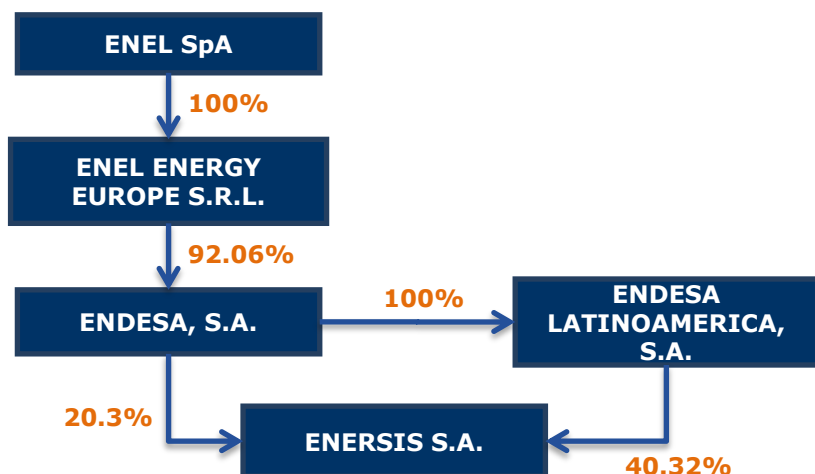 ENEL SpA
100%
ENEL ENERGY
EUROPE S.R.L.
92.06%
ENDESA, S.A.
100%
ENDESA
LATINOAMERICA,
S.A.
20.3%
ENERSIS S.A.
40.32%